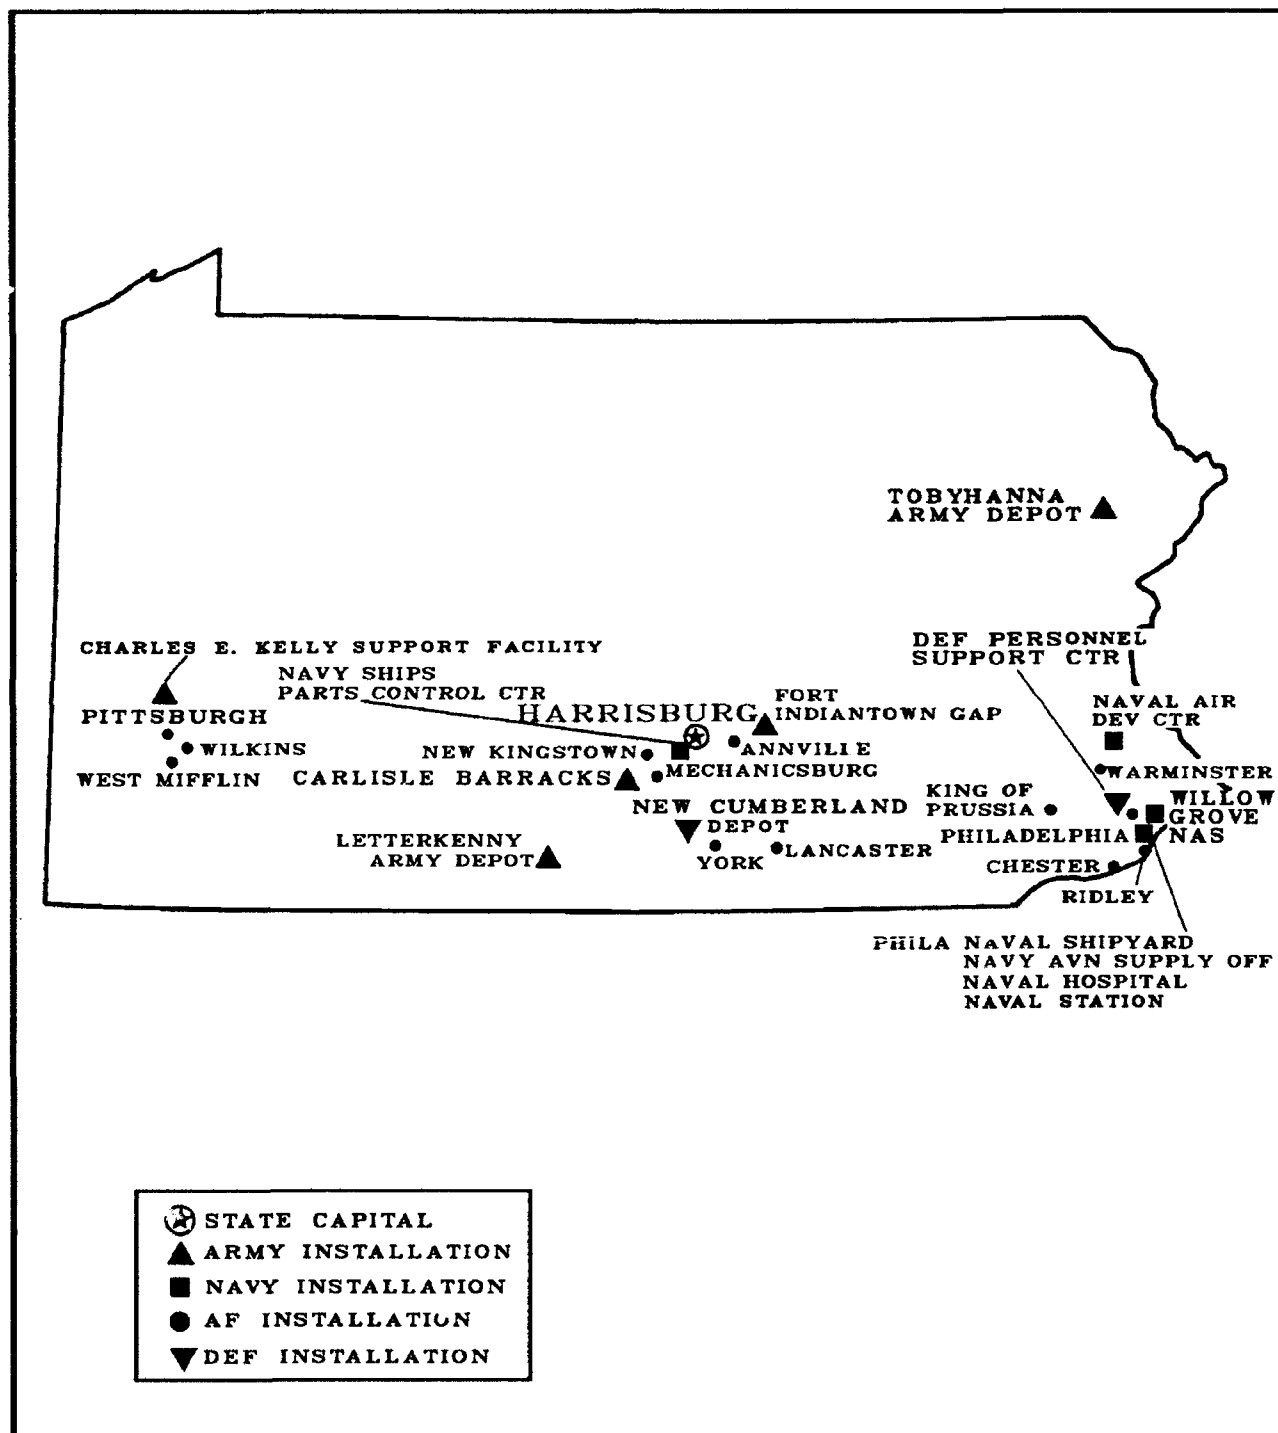 TOBYHANNA
ARMY DEPOT
CHARLES E. KELLY SUPPORT FACILITY
DEF PERSONNEL
SUPPORT CTR
NAVY SHIPS
PARTS CONTROL CTR
FORT
INDIANTOWN GAP
NAVAL AIR
DEV CTR
HARRISBURG
PITTSBURGH
WILKINS
WEST MIFFLIN
NEW KINGSTOWN
ANNVILLE
CARLISLE BARRACKS
MECHANICSBURG
WARMINSTER
KING OF
PRUSSIA
WILLOW
GROVE
NAS
NEW CUMBERLAND
DEPOT
PHILADELPHIA
LETTERKENNY
ARMY DEPOT
YORK
LANCASTER
CHESTER
RIDLEY
PHILA NAVAL SHIPYARD
NAVY AVN SUPPLY OFF
NAVAL HOSPITAL
NAVAL STATION
STATE CAPITAL
ARMY INSTALLATION
NAVY INSTALLATION
AF INSTALLATION
DEF INSTALLATION